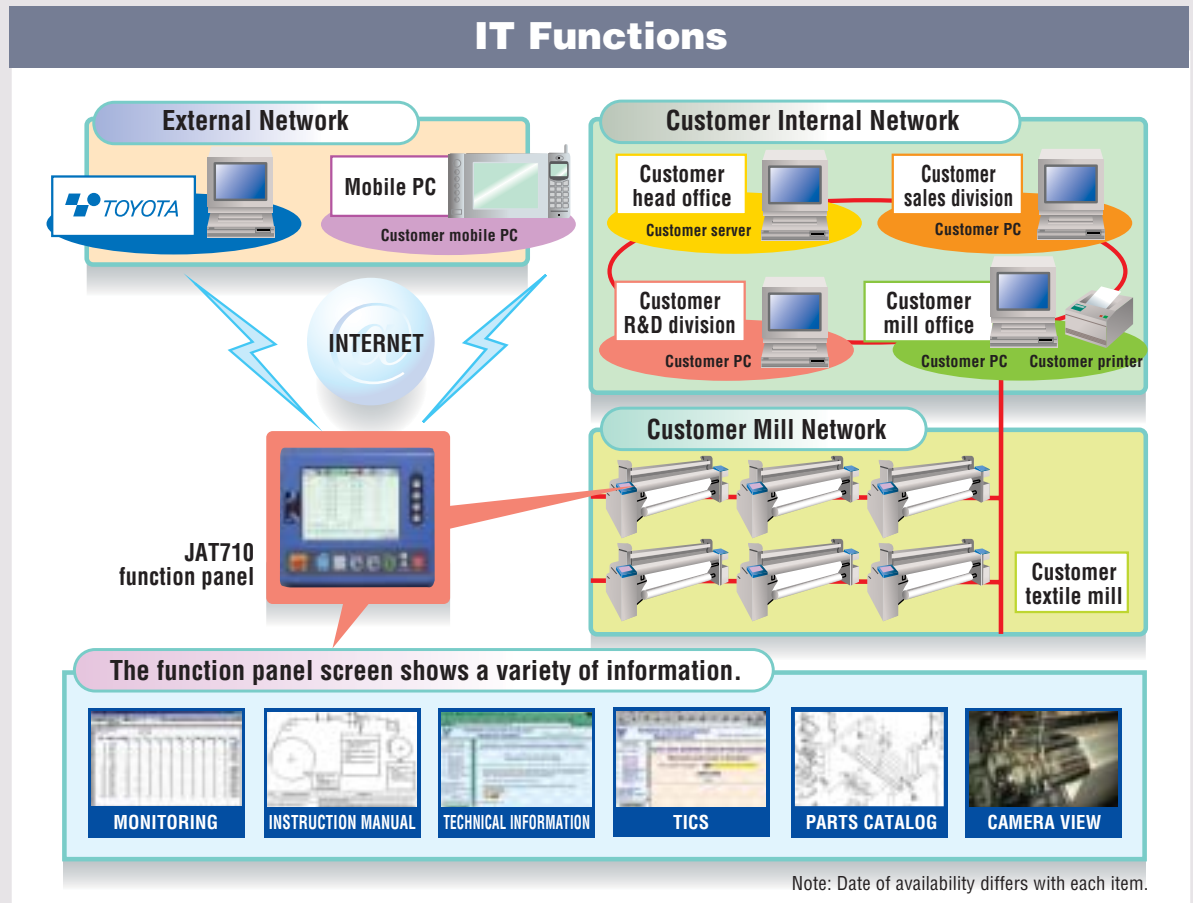 IT Functions
External Network
TOYOTA
Mobile PC
Customer mobile PC
INTERNET
Customer Internal Network
Customer
head office
Customer server
Customer
sales division
Customer PC
Customer
R&D division
Customer PC
Customer
mill office
Customer PC
Customer printer
Customer Mill Network
Customer
textile mill
JAT710
function panel
The function panel screen shows a variety of information.
MONITORING
INSTRUCTION MANUAL
TECHNICAL INFORMATION
TICS
PARTS CATALOG
CAMERA VIEW
Note: Date of availability differs with each item.